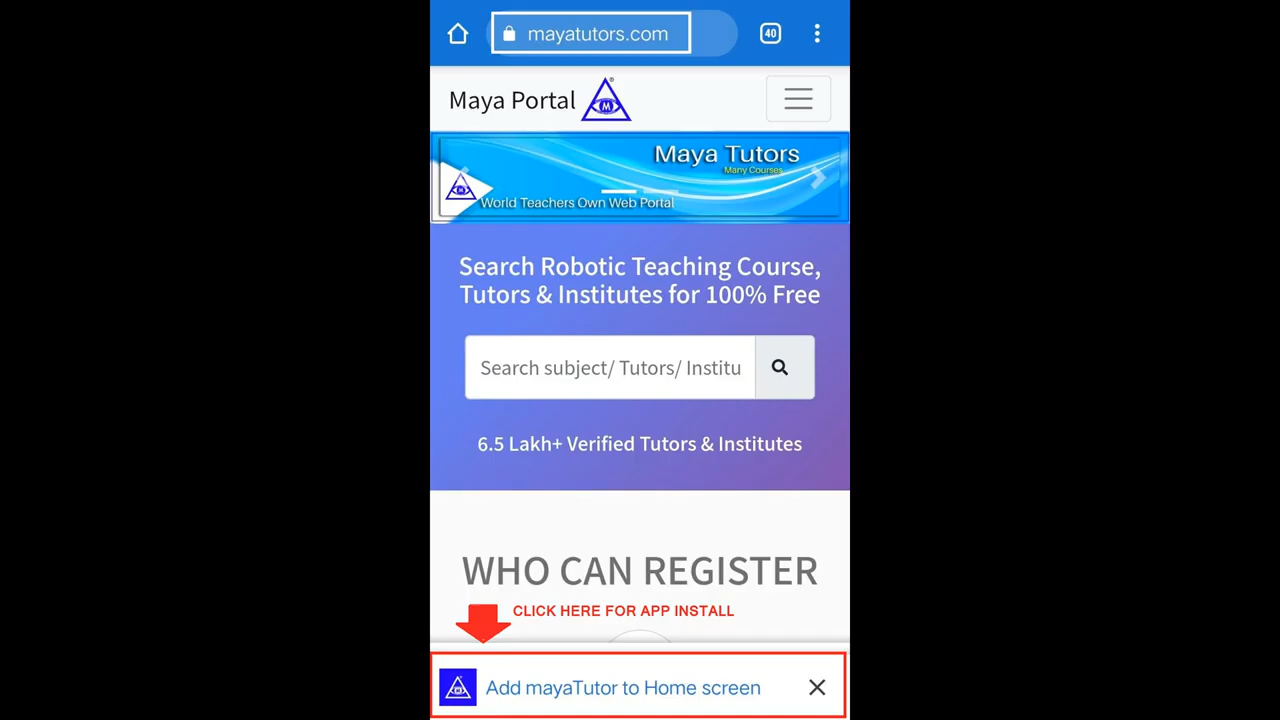 mayatutors.com
40
Maya Portal
M
Maya Tutors
Many Courses
World Teachers Own Web Portal
Search Robotic Teaching Course,
Tutors & Institutes for 100% Free
Search subject/ Tutors/ Institu
6.5 Lakh+ Verified Tutors & Institutes
WHO CAN REGISTER
CLICK HERE FOR APP INSTALL
Add mayaTutor to Home screen